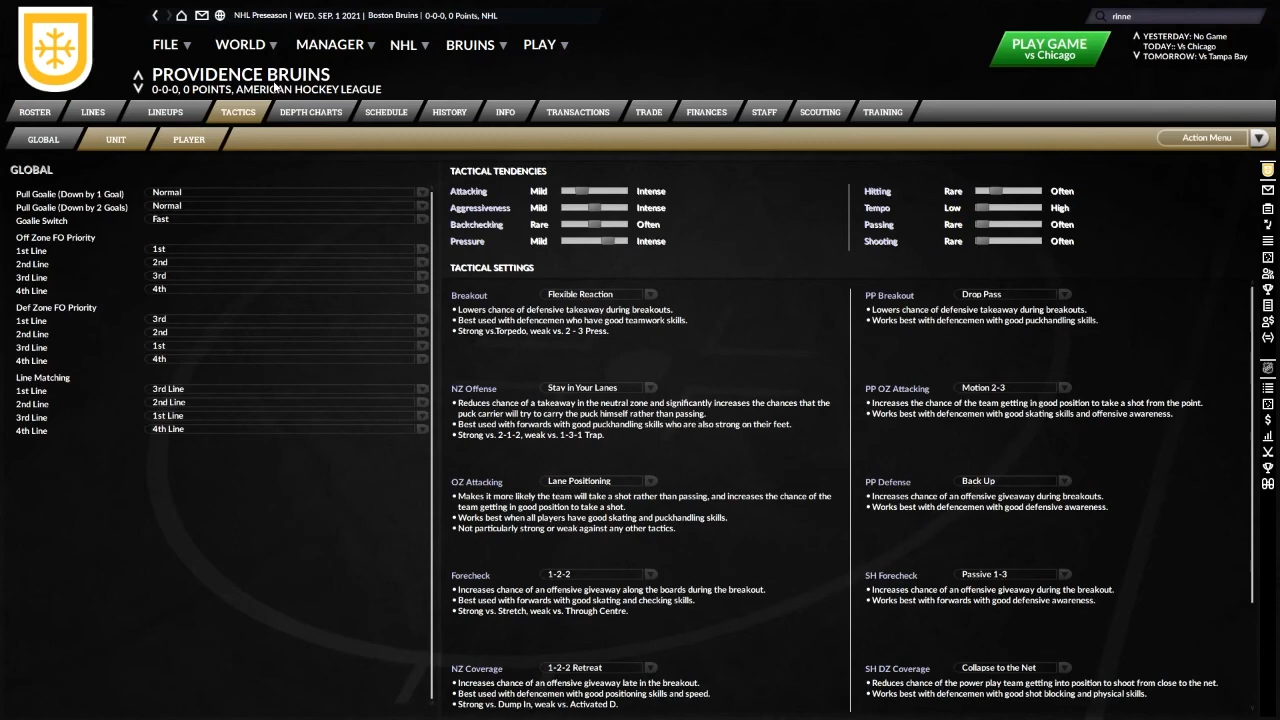 NHL Preseason | WED. SEP. 1 2021 | Boston Bruins | 0-0-0, 0 Points, NHL
rinne
FILE WORLD MANAGER NHL BRUINS PLAY
PLAY GAME
vs Chicago
YESTERDAY: No Game
TODAY:: Vs Chicago
TOMORROW: Vs Tampa Bay
PROVIDENCE BRUINS
0-0-0, 0 POINTS, AMERICAN HOCKEY LEAGUE
ROSTER LINES LINEUPS TACTICS DEPTH CHARTS SCHEDULE HISTORY INFO TRANSACTIONS TRADE FINANCES STAFF SCOUTING TRAINING
GLOBAL UNIT PLAYER
Action Menu
GLOBAL
Pull Goalie (Down by 1 Goal) Normal
Pull Goalie (Down by 2 Goals) Normal
Goalie Switch Fast
Off Zone FO Priority
1st Line 1st
2nd Line 2nd
3rd Line 3rd
4th Line 4th
Def Zone FO Priority
1st Line 3rd
2nd Line 2nd
3rd Line 1st
4th Line 4th
Line Matching
1st Line 3rd Line
2nd Line 2nd Line
3rd Line 1st Line
4th Line 4th Line
TACTICAL TENDENCIES
Attacking Mild Intense
Aggressiveness Mild Intense
Backchecking Rare Often
Pressure Mild Intense
Hitting Rare Often
Tempo Low High
Passing Rare Often
Shooting Rare Often
TACTICAL SETTINGS
Breakout Flexible Reaction
• Lowers chance of defensive takeaway during breakouts.
• Best used with defencemen who have good teamwork skills.
• Strong vs.Torpedo, weak vs. 2 - 3 Press.
NZ Offense Stay in Your Lanes
• Reduces chance of a takeaway in the neutral zone and significantly increases the chances that the
puck carrier will try to carry the puck himself rather than passing.
• Best used with forwards with good puckhandling skills who are also strong on their feet.
• Strong vs. 2-1-2, weak vs. 1-3-1 Trap.
OZ Attacking Lane Positioning
• Makes it more likely the team will take a shot rather than passing, and increases the chance of the
team getting in good position to take a shot.
• Works best when all players have good skating and puckhandling skills.
• Not particularly strong or weak against any other tactics.
Forecheck 1-2-2
• Increases chance of an offensive giveaway along the boards during the breakout.
• Best used with forwards with good skating and checking skills.
• Strong vs. Stretch, weak vs. Through Centre.
NZ Coverage 1-2-2 Retreat
• Increases chance of an offensive giveaway late in the breakout.
• Best used with defencemen with good positioning skills and speed.
• Strong vs. Dump In, weak vs. Activated D.
PP Breakout Drop Pass
• Lowers chance of defensive takeaway during breakouts.
• Works best with defencemen with good puckhandling skills.
PP OZ Attacking Motion 2-3
• Increases the chance of the team getting in good position to take a shot from the point.
• Works best with defencemen with good skating skills and offensive awareness.
PP Defense Back Up
• Increases chance of an offensive giveaway during breakouts.
• Works best with defencemen with good defensive awareness.
SH Forecheck Passive 1-3
• Increases chance of an offensive giveaway during the breakout.
• Works best with forwards with good defensive awareness.
SH DZ Coverage Collapse to the Net
• Reduces chance of the power play team getting into position to shoot from close to the net.
• Works best with defencemen with good shot blocking and physical skills.